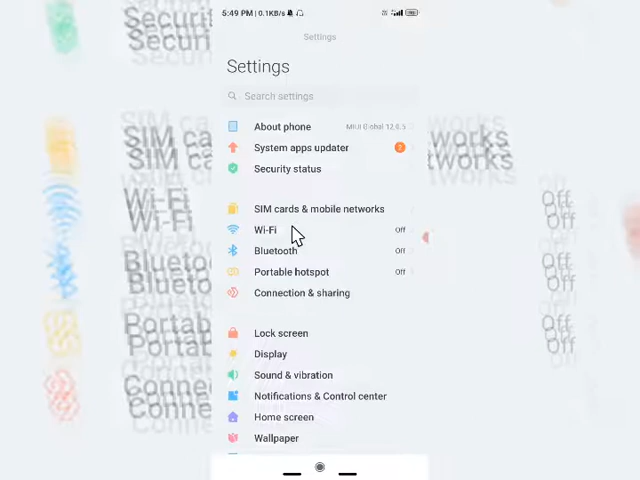 5:49 PM | 0.1KB/s
Settings
Settings
Search settings
About phone
System apps updater
Security status
SIM cards & mobile networks
Wi-Fi Off
Bluetooth Off
Portable hotspot Off
Connection & sharing
Lock screen
Display
Sound & vibration
Notifications & Control center
Home screen
Wallpaper